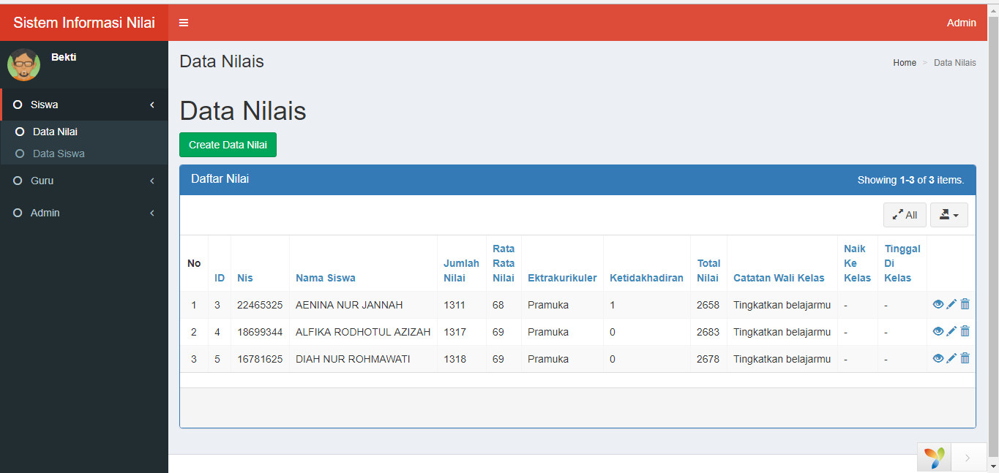 Sistem Informasi Nilai
Admin
Bekti
Siswa
Data Nilai
Data Siswa
Guru
Admin
Data Nilais
Home > Data Nilais
Data Nilais
Create Data Nilai
Daftar Nilai
Showing 1-3 of 3 items.
All
No ID Nis Nama Siswa Jumlah Nilai Rata Rata Nilai Ektrakurikuler Ketidakhadiran Total Nilai Catatan Wali Kelas Naik Ke Kelas Tinggal Di Kelas
1 3 22465325 AENINA NUR JANNAH 1311 68 Pramuka 1 2658 Tingkatkan belajarmu - -
2 4 18699344 ALFIKA RODHOTUL AZIZAH 1317 69 Pramuka 0 2683 Tingkatkan belajarmu - -
3 5 16781625 DIAH NUR ROHMAWATI 1318 69 Pramuka 0 2678 Tingkatkan belajarmu - -